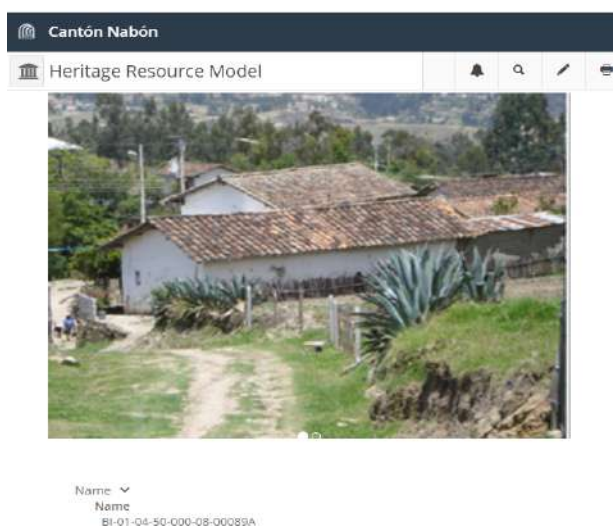 Cantón Nabón
Heritage Resource Model
Name
Name
BI-01-04-50-000-08-00089A